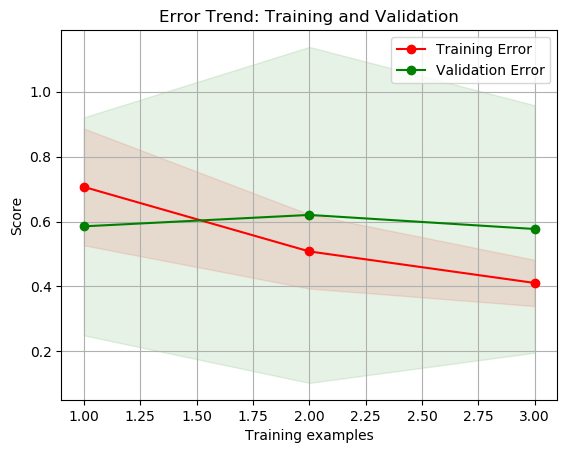 Error Trend: Training and Validation
Training Error
Validation Error
Score
1.0
0.8
0.6
0.4
0.2
1.00 1.25 1.50 1.75 2.00 2.25 2.50 2.75 3.00
Training examples